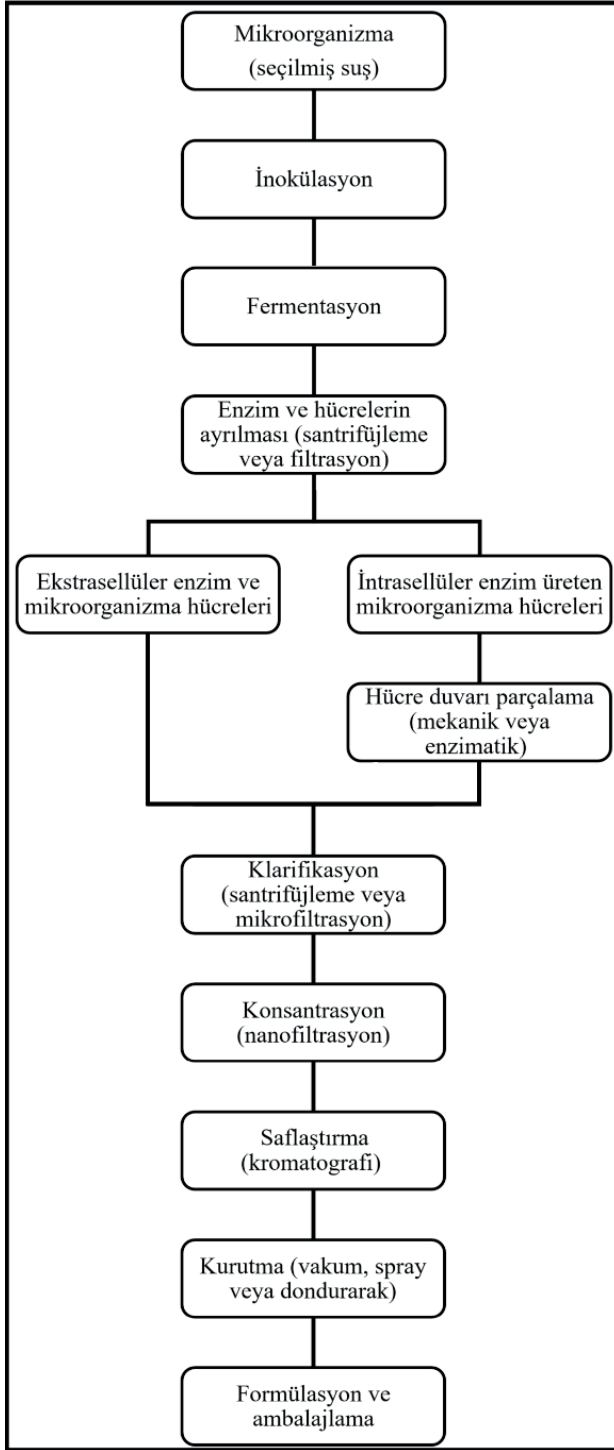 Mikroorganizma
(seçilmiş suş)
İnokülasyon
Fermentasyon
Enzim ve hücrelerin
ayrılması (santrifüjleme
veya filtrasyon)
Ekstrasellüler enzim ve
mikroorganizma hücreleri
İntrasellüler enzim üreten
mikroorganizma hücreleri
Hücre duvarı parçalama
(mekanik veya
enzimatik)
Klarifikasyon
(santrifüjleme veya
mikrofiltrasyon)
Konsantrasyon
(nanofiltrasyon)
Saflaştırma
(kromatografi)
Kurutma (vakum, spray
veya dondurarak)
Formülasyon ve
ambalajlama